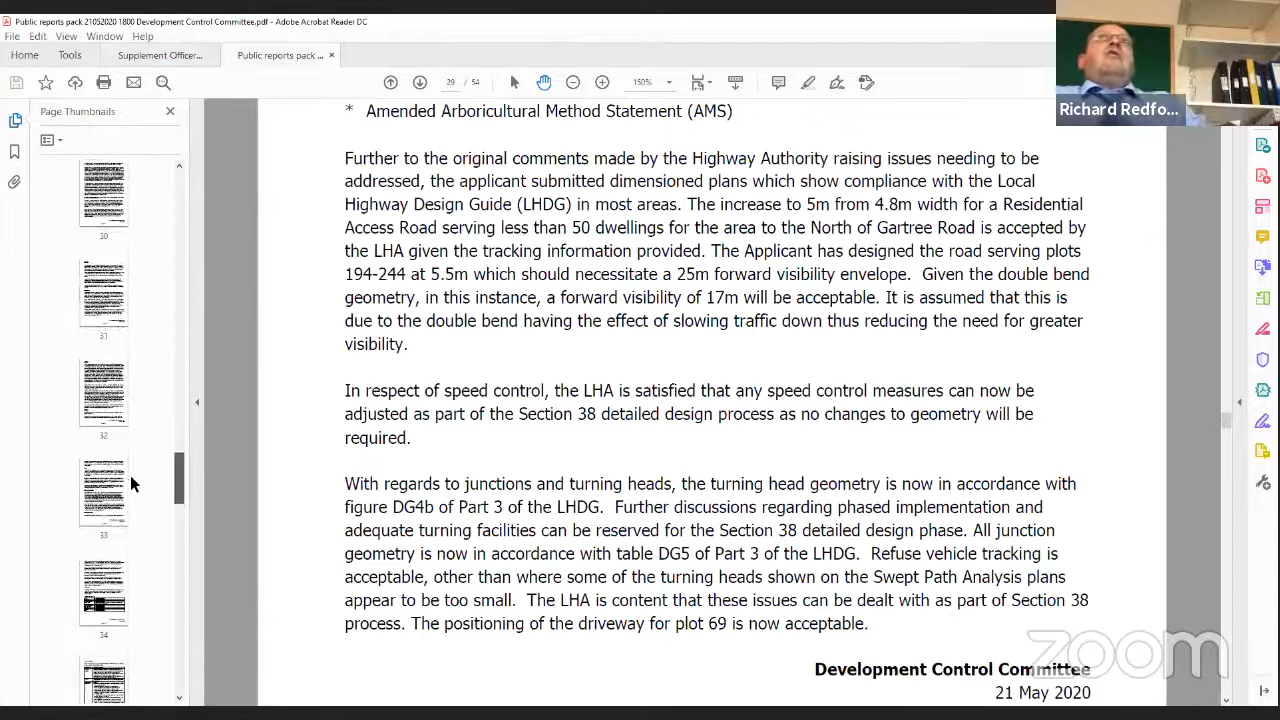 Public reports pack 21052020 1800 Development Control Committee.pdf - Adobe Acrobat Reader DC
File Edit View Window Help
Home Tools Supplement Officer... Public reports pack ... ×
29 / 54 150%
Richard Redfo...
Page Thumbnails
30
31
32
33
34
* Amended Arboricultural Method Statement (AMS)
Further to the original comments made by the Highway Authority raising issues needing to be
addressed, the applicant submitted dimensioned plans which show compliance with the Local
Highway Design Guide (LHDG) in most areas. The increase to 5m from 4.8m width for a Residential
Access Road serving less than 50 dwellings for the area to the North of Gartree Road is accepted by
the LHA given the tracking information provided. The Applicant has designed the road serving plots
194-244 at 5.5m which should necessitate a 25m forward visibility envelope. Given the double bend
geometry, in this instance, a forward visibility of 17m will be acceptable. It is assumed that this is
due to the double bend having the effect of slowing traffic down thus reducing the need for greater
visibility.
In respect of speed control the LHA is satisfied that any speed control measures can now be
adjusted as part of the Section 38 detailed design process as no changes to geometry will be
required.
With regards to junctions and turning heads, the turning head geometry is now in accordance with
figure DG4b of Part 3 of the LHDG. Further discussions regarding phased implementation and
adequate turning facilities can be reserved for the Section 38 detailed design phase. All junction
geometry is now in accordance with table DG5 of Part 3 of the LHDG. Refuse vehicle tracking is
acceptable, other than where some of the turning heads shown on the Swept Path Analysis plans
appear to be too small. The LHA is content that these issues can be dealt with as part of Section 38
process. The positioning of the driveway for plot 69 is now acceptable.
Development Control Committee
21 May 2020
zoom